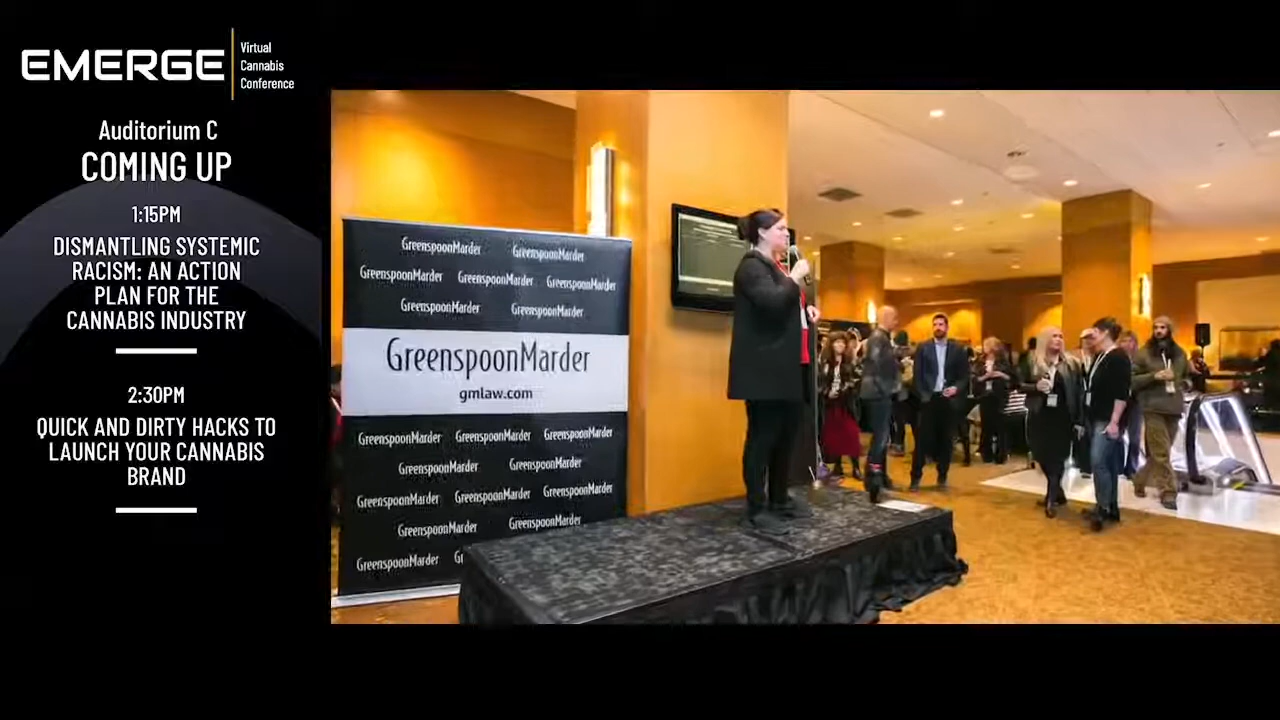 EMERGE
Virtual
Cannabis
Conference
Auditorium C
COMING UP
1:15PM
DISMANTLING SYSTEMIC
RACISM: AN ACTION
PLAN FOR THE
CANNABIS INDUSTRY
2:30PM
QUICK AND DIRTY HACKS TO
LAUNCH YOUR CANNABIS
BRAND
GreenspoonMarder GreenspoonMarder
GreenspoonMarder GreenspoonMarder GreenspoonMarder
GreenspoonMarder GreenspoonMarder
GreenspoonMarder
gmlaw.com
GreenspoonMarder GreenspoonMarder GreenspoonMarder
GreenspoonMarder GreenspoonMarder
GreenspoonMarder GreenspoonMarder GreenspoonMarder
GreenspoonMarder GreenspoonMarder
GreenspoonMarder G